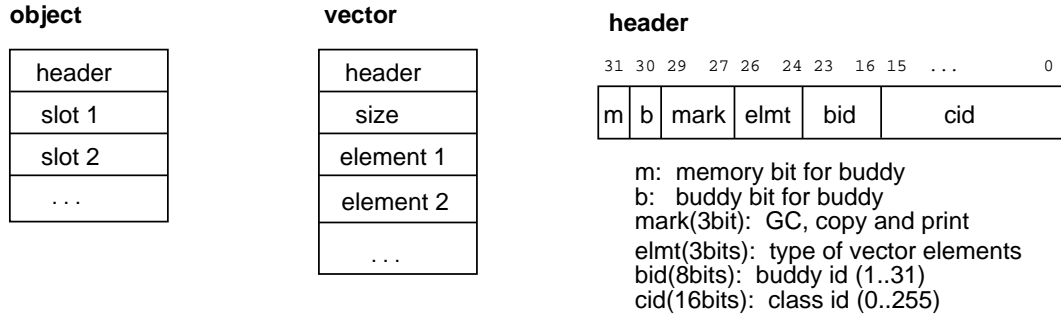 object
header
slot 1
slot 2
. . .
vector
header
size
element 1
element 2
. . .
header
31 30 29 27 26 24 23 16 15 ... 0
m b mark elmt bid cid
m: memory bit for buddy
b: buddy bit for buddy
mark(3bit): GC, copy and print
elmt(3bits): type of vector elements
bid(8bits): buddy id (1..31)
cid(16bits): class id (0..255)